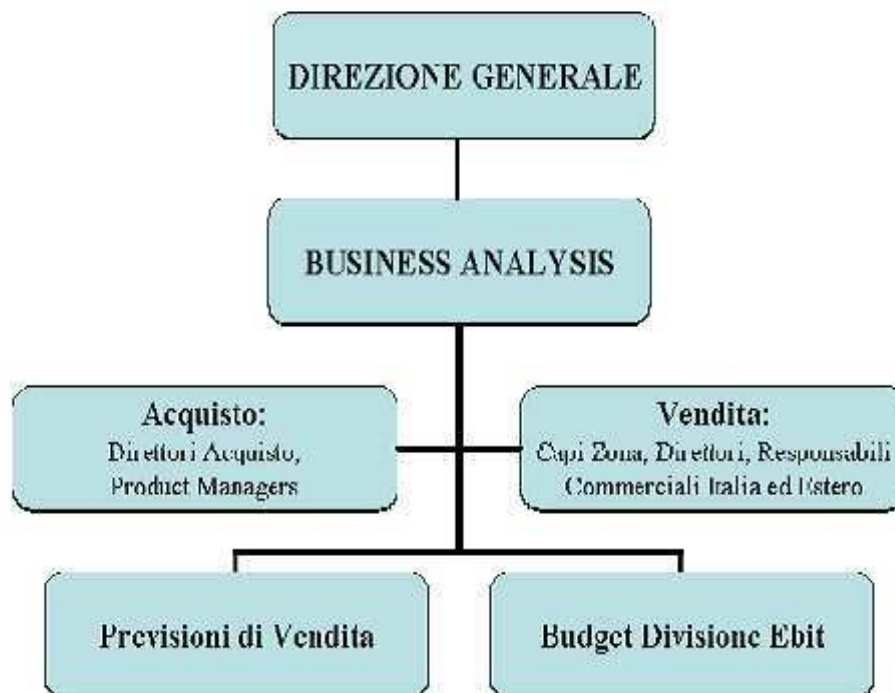 DIREZIONE GENERALE
BUSINESS ANALYSIS
Acquisto:
Direttori Acquisto,
Product Managers
Vendita:
Capi Zona, Direttori, Responsabili
Commerciali Italia ed Estero
Previsioni di Vendita
Budget Divisione Ebit